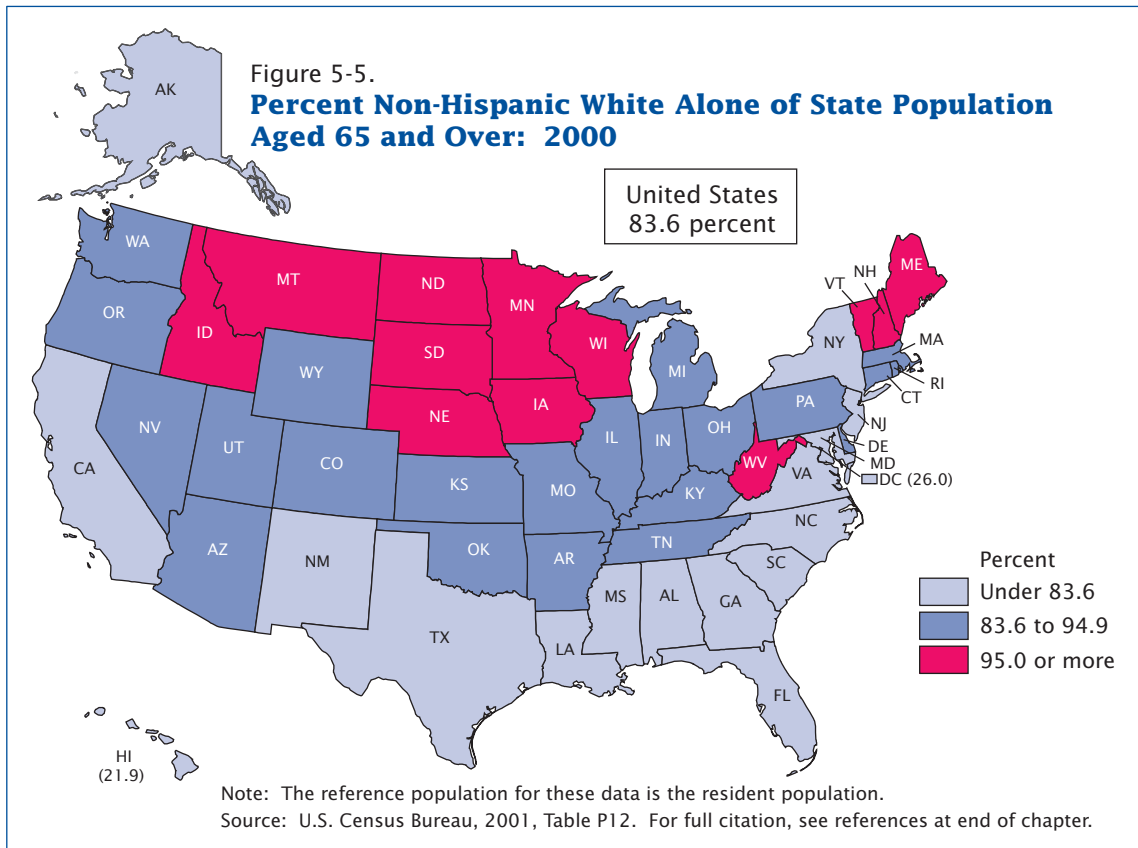 AK
Figure 5-5.
Percent Non-Hispanic White Alone of State Population
Aged 65 and Over: 2000
United States
83.6 percent
WA
MT
ND
MN
VT
NH
ME
OR
ID
SD
WI
NY
MA
WY
MI
RI
CT
NE
IA
PA
NJ
NV
UT
CO
IL
IN
OH
DE
MD
CA
KS
MO
WV
VA
DC (26.0)
KY
NC
AZ
NM
OK
AR
TN
SC
MS
AL
GA
TX
LA
FL
Percent
Under 83.6
83.6 to 94.9
95.0 or more
HI
(21.9)
Note: The reference population for these data is the resident population.
Source: U.S. Census Bureau, 2001, Table P12. For full citation, see references at end of chapter.